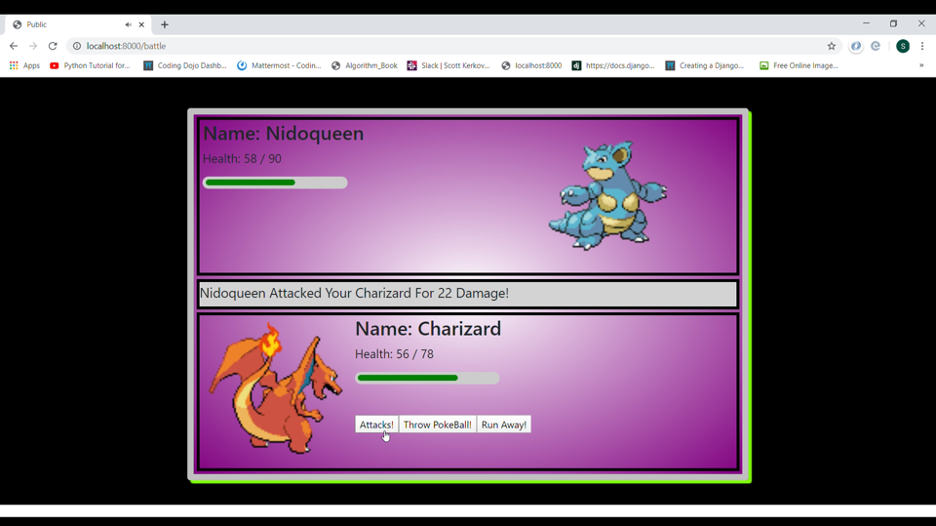 Public
localhost:8000/battle
S
Apps
Python Tutorial for...
Coding Dojo Dashb...
Mattermost - Codin...
Algorithm_Book
Slack | Scott Kerkov...
localhost:8000
https://docs.django...
Creating a Django...
Free Online Image...
»
Name: Nidoqueen
Health: 58 / 90
Nidoqueen Attacked Your Charizard For 22 Damage!
Name: Charizard
Health: 56 / 78
Attacks!
Throw PokeBall!
Run Away!